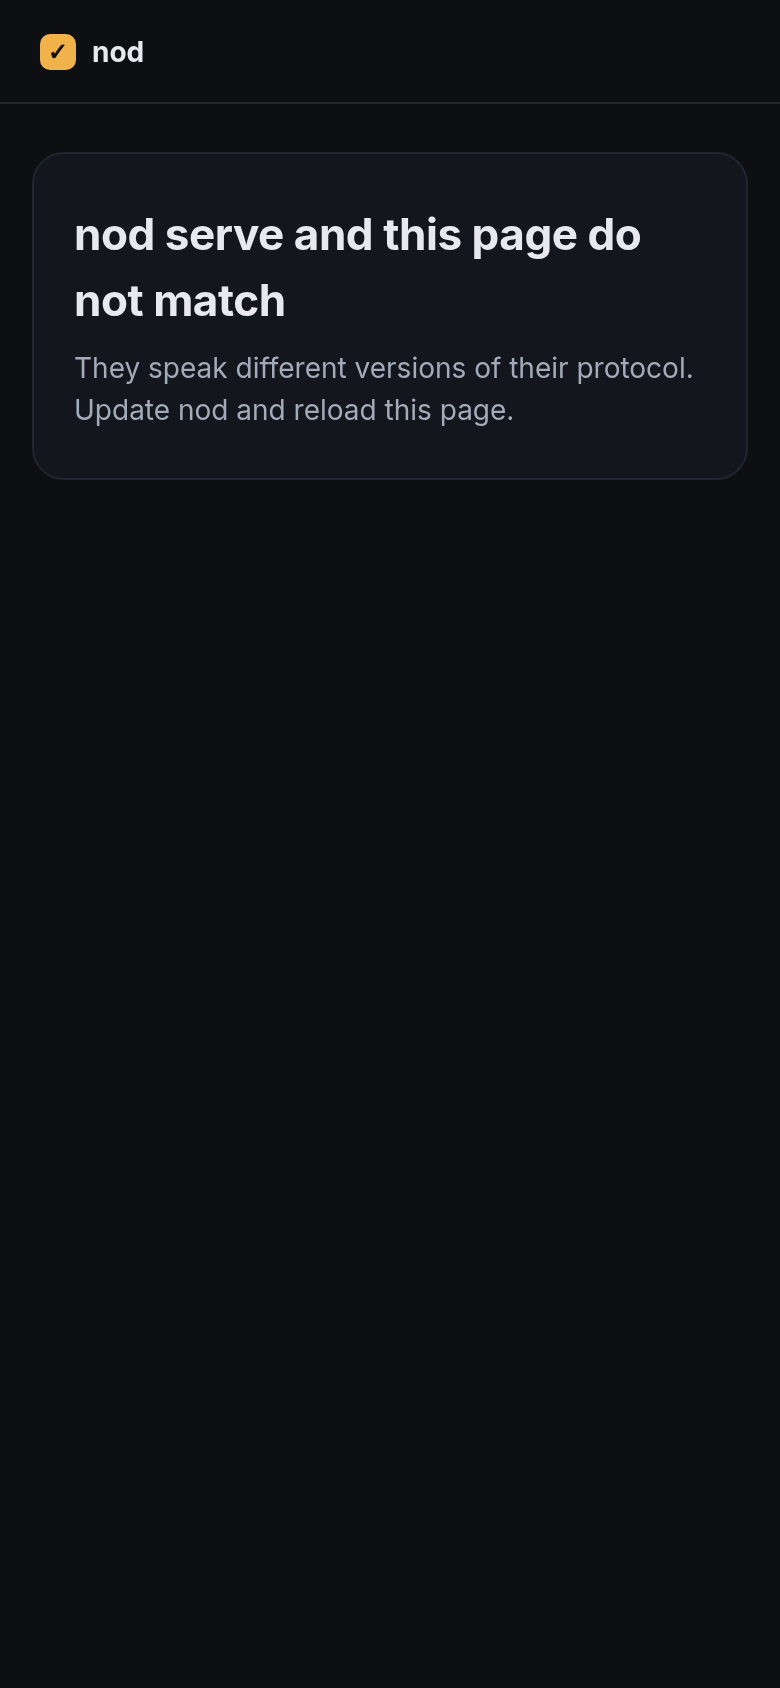 ✓ nod
nod serve and this page do
not match
They speak different versions of their protocol.
Update nod and reload this page.